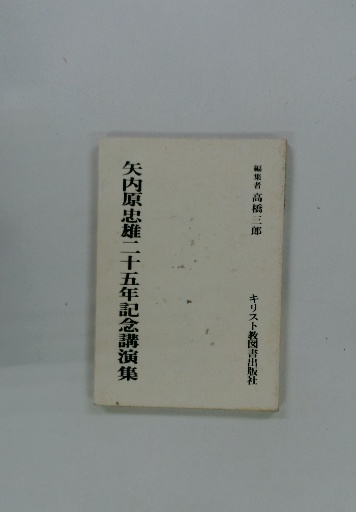 編集者 高橋三郎
キリスト教図書出版社
矢内原忠雄二十五年記念講演集